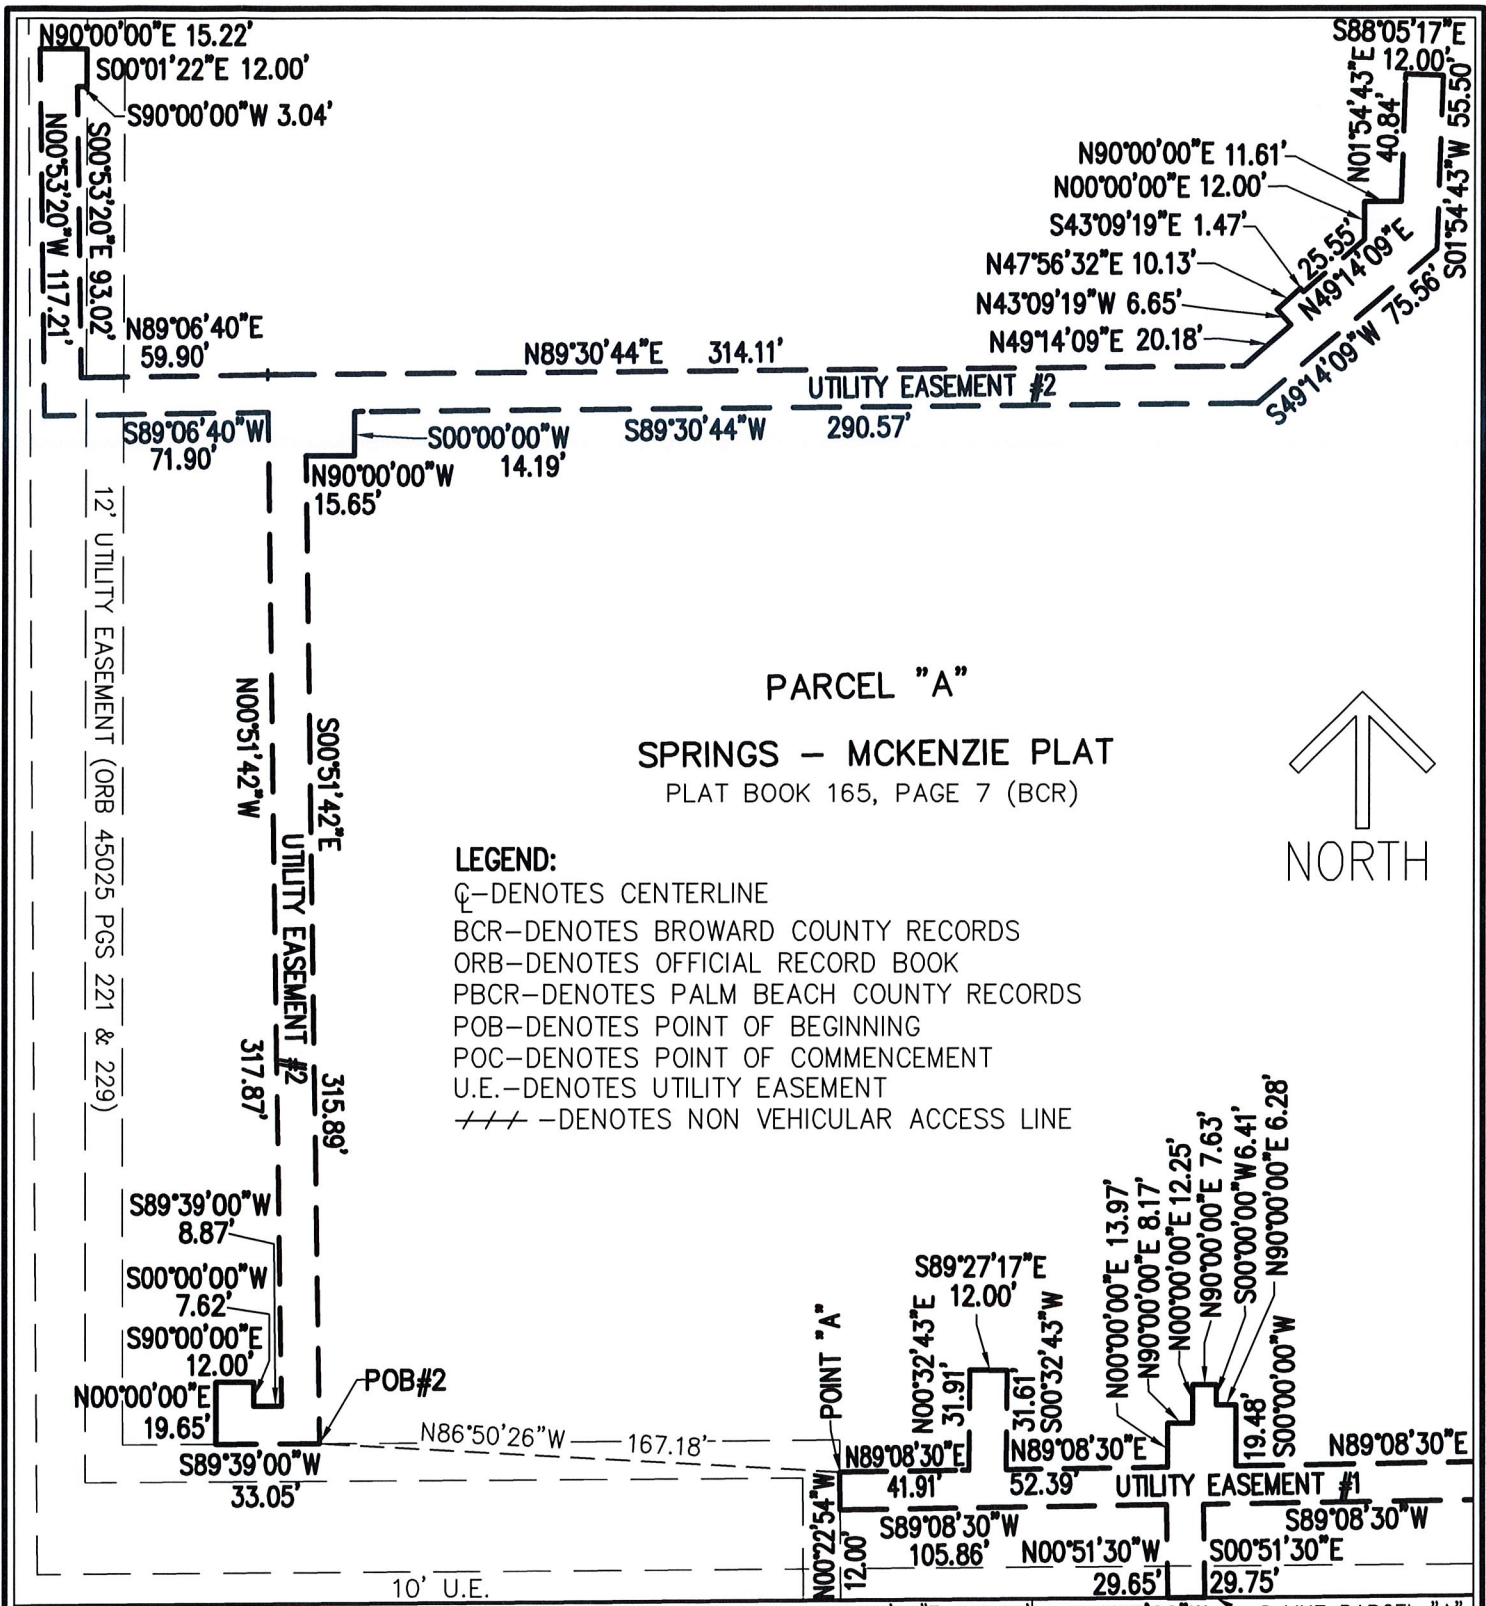 N90°00'00"E 15.22'
S00°01'22"E 12.00'
S90°00'00"W 3.04'
N00°53'20"W 117.21'
S00°53'20"E 93.02'
S88°05'17"E
12.00'
N01°54'43"E
40.84'
S01°54'43"W 55.50'
N90°00'00"E 11.61'
N00°00'00"E 12.00'
S43°09'19"E 1.47'
N47°56'32"E 10.13'
N43°09'19"W 6.65'
N49°14'09"E 20.18'
25.55'
N49°14'09"E
S49°14'09"W 75.56'
N89°06'40"E
59.90'
N89°30'44"E 314.11'
UTILITY EASEMENT #2
S89°06'40"W
71.90'
S00°00'00"W
14.19'
S89°30'44"W 290.57'
N90°00'00"W
15.65'
12' UTILITY EASEMENT (ORB 45025 PGS 221 & 229)
N00°51'42"W
317.87'
S00°51'42"E
315.89'
UTILITY EASEMENT #2
PARCEL "A"
SPRINGS – MCKENZIE PLAT
PLAT BOOK 165, PAGE 7 (BCR)
NORTH
LEGEND:
℄–DENOTES CENTERLINE
BCR–DENOTES BROWARD COUNTY RECORDS
ORB–DENOTES OFFICIAL RECORD BOOK
PBCR–DENOTES PALM BEACH COUNTY RECORDS
POB–DENOTES POINT OF BEGINNING
POC–DENOTES POINT OF COMMENCEMENT
U.E.–DENOTES UTILITY EASEMENT
–DENOTES NON VEHICULAR ACCESS LINE
S89°39'00"W
8.87'
S00°00'00"W
7.62'
S90°00'00"E
12.00'
N00°00'00"E
19.65'
S89°39'00"W
33.05'
POB#2
N86°50'26"W 167.18'
POINT "A"
S89°27'17"E
12.00'
N00°32'43"E
31.91'
31.61'
S00°32'43"W
N00°00'00"E 13.97'
N90°00'00"E 8.17'
N00°00'00"E 12.25'
N90°00'00"E 7.63'
S00°00'00"W 6.41'
N90°00'00"E 6.28'
19.48'
S00°00'00"W
N89°08'30"E
41.91'
N89°08'30"E
52.39'
N89°08'30"E
UTILITY EASEMENT #1
S89°08'30"W
105.86'
S89°08'30"W
N00°22'54"W
12.00'
N00°51'30"W
29.65'
S00°51'30"E
29.75'
10' U.E.